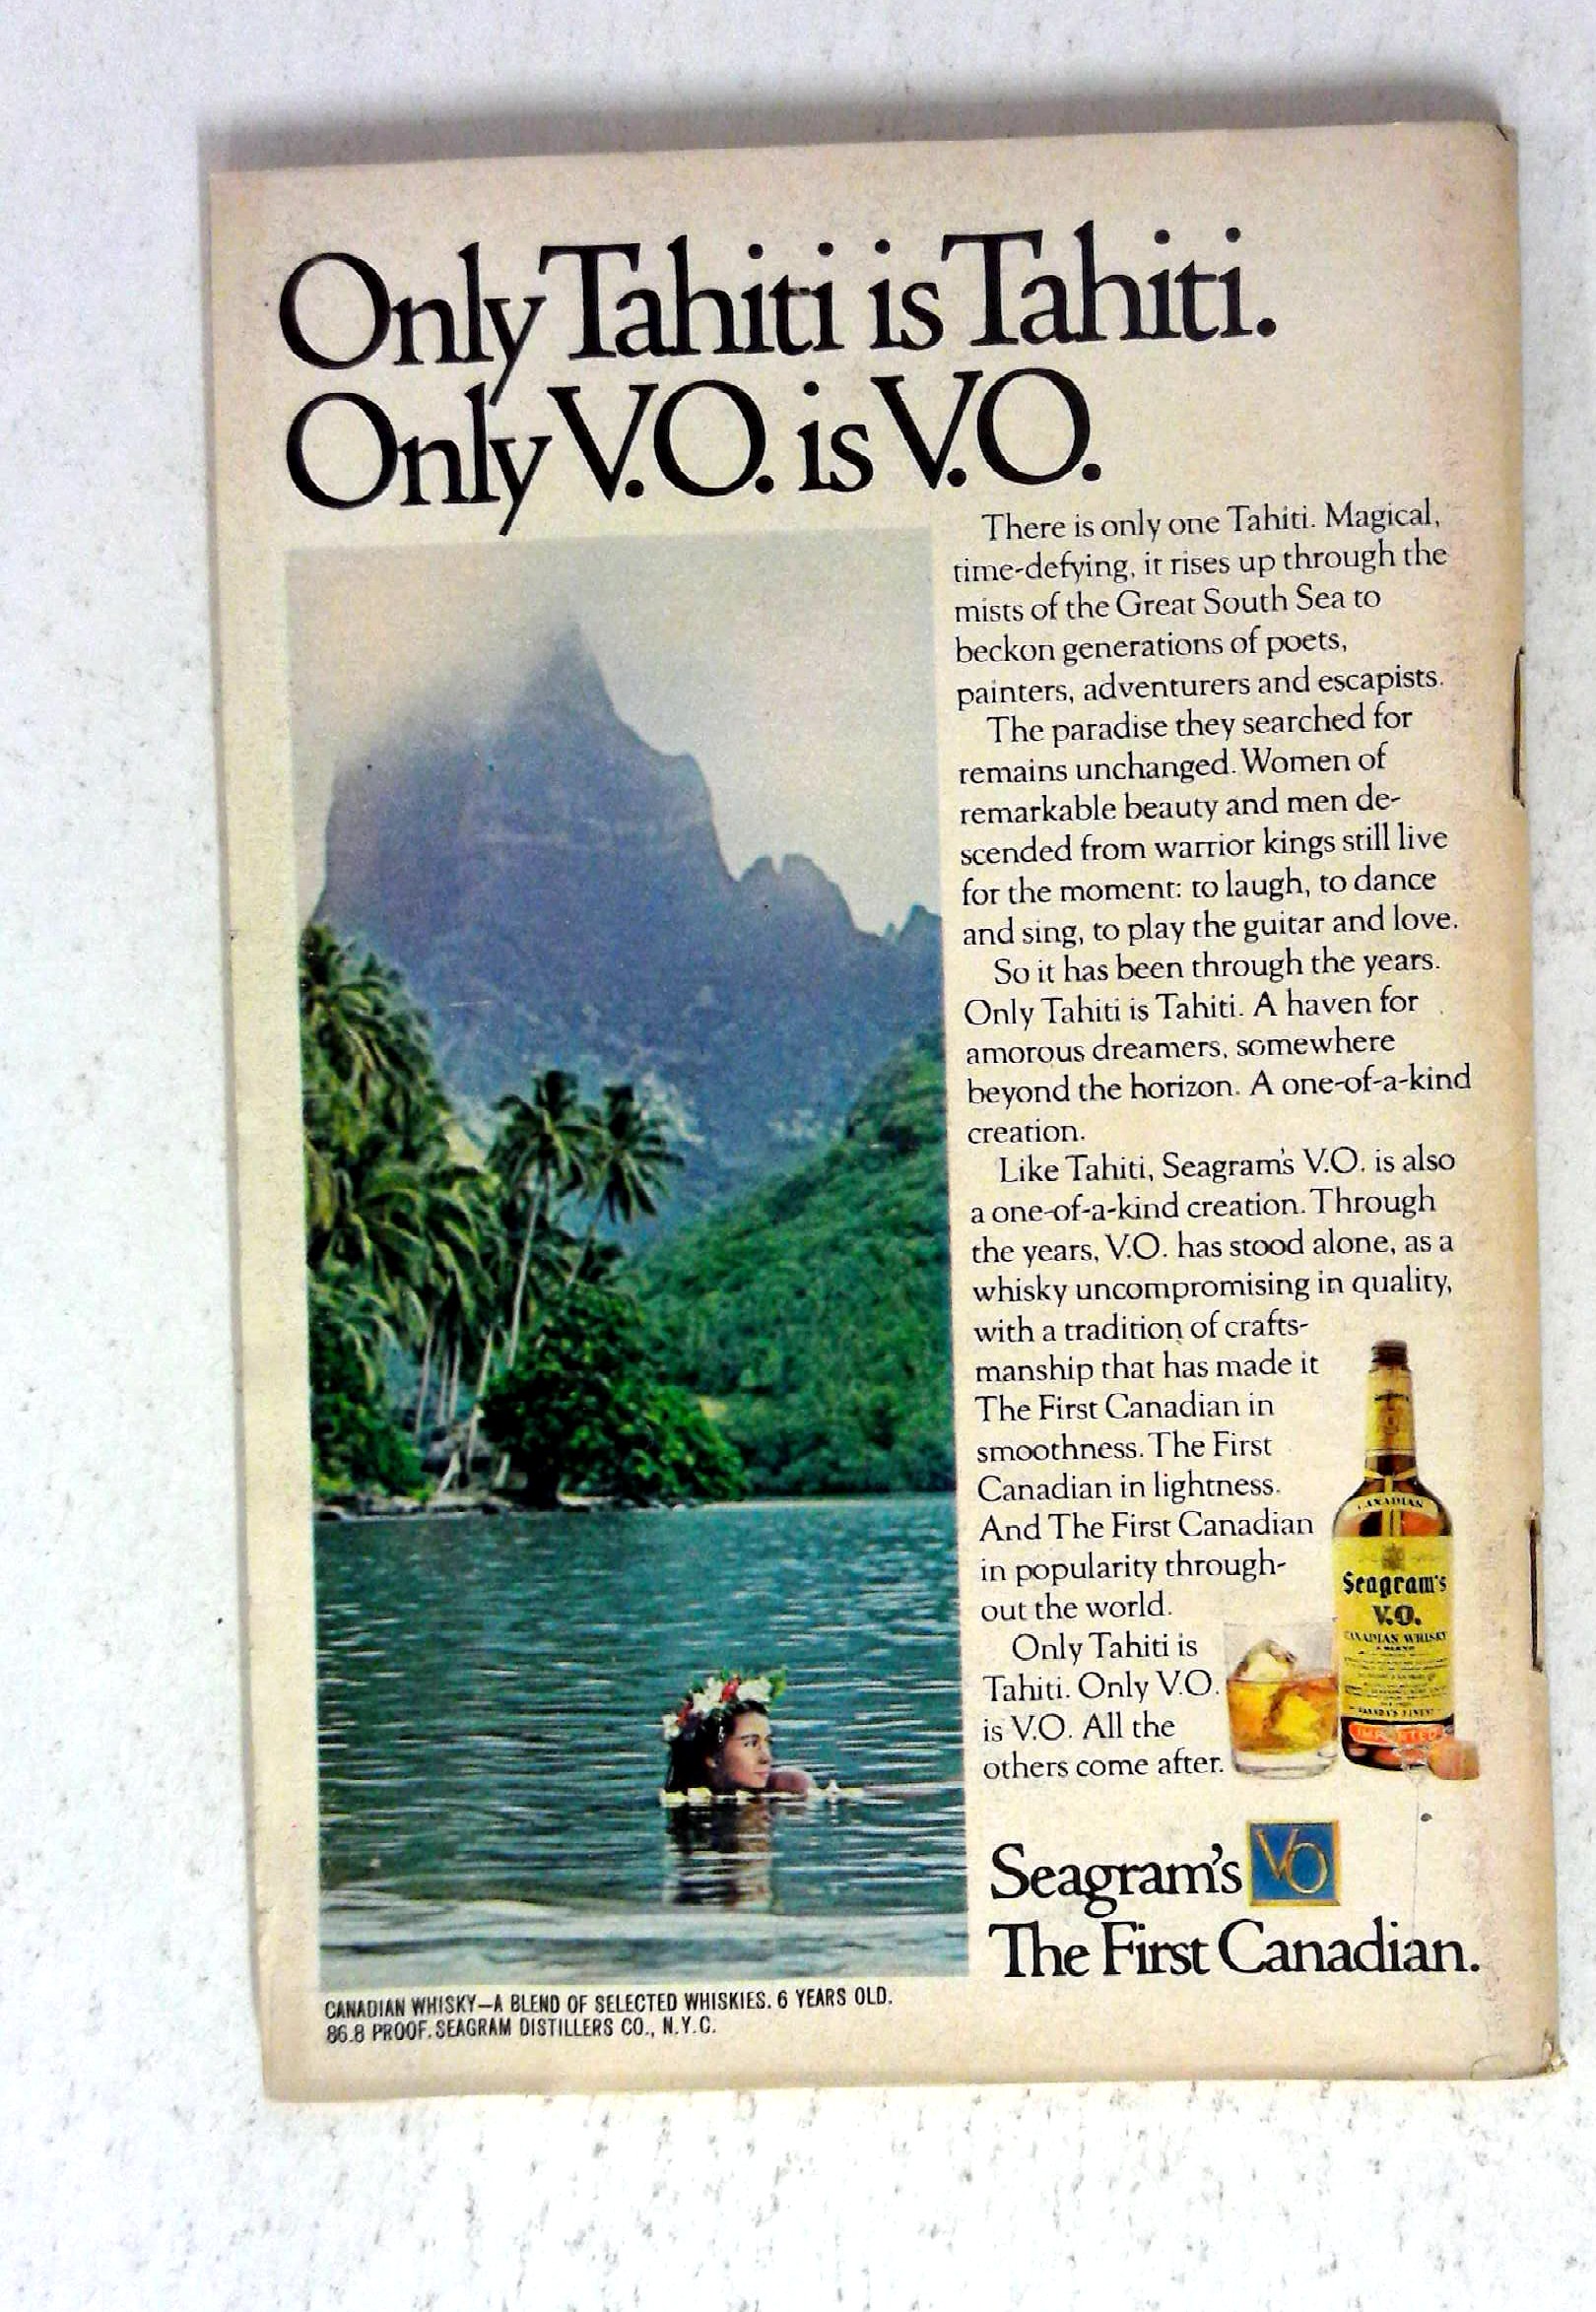 Only Tahiti is Tahiti.
Only V.O. is V.O.
There is only one Tahiti. Magical,
time-defying, it rises up through the
mists of the Great South Sea to
beckon generations of poets,
painters, adventurers and escapists.
The paradise they searched for
remains unchanged. Women of
remarkable beauty and men de-
scended from warrior kings still live
for the moment: to laugh, to dance
and sing, to play the guitar and love.
So it has been through the years.
Only Tahiti is Tahiti. A haven for
amorous dreamers, somewhere
beyond the horizon. A one-of-a-kind
creation.
Like Tahiti, Seagram's V.O. is also
a one-of-a-kind creation. Through
the years, V.O. has stood alone, as a
whisky uncompromising in quality,
with a tradition of crafts-
manship that has made it
The First Canadian in
smoothness. The First
Canadian in lightness.
And The First Canadian
in popularity through-
out the world.
Only Tahiti is
Tahiti. Only V.O.
is V.O. All the
others come after.
CANADIAN
Seagram's
V.O.
CANADIAN WHISKY
A BLEND
CANADA'S FINEST
IMPORTED
Seagram's VO
The First Canadian.
CANADIAN WHISKY—A BLEND OF SELECTED WHISKIES. 6 YEARS OLD.
86.8 PROOF. SEAGRAM DISTILLERS CO., N.Y.C.